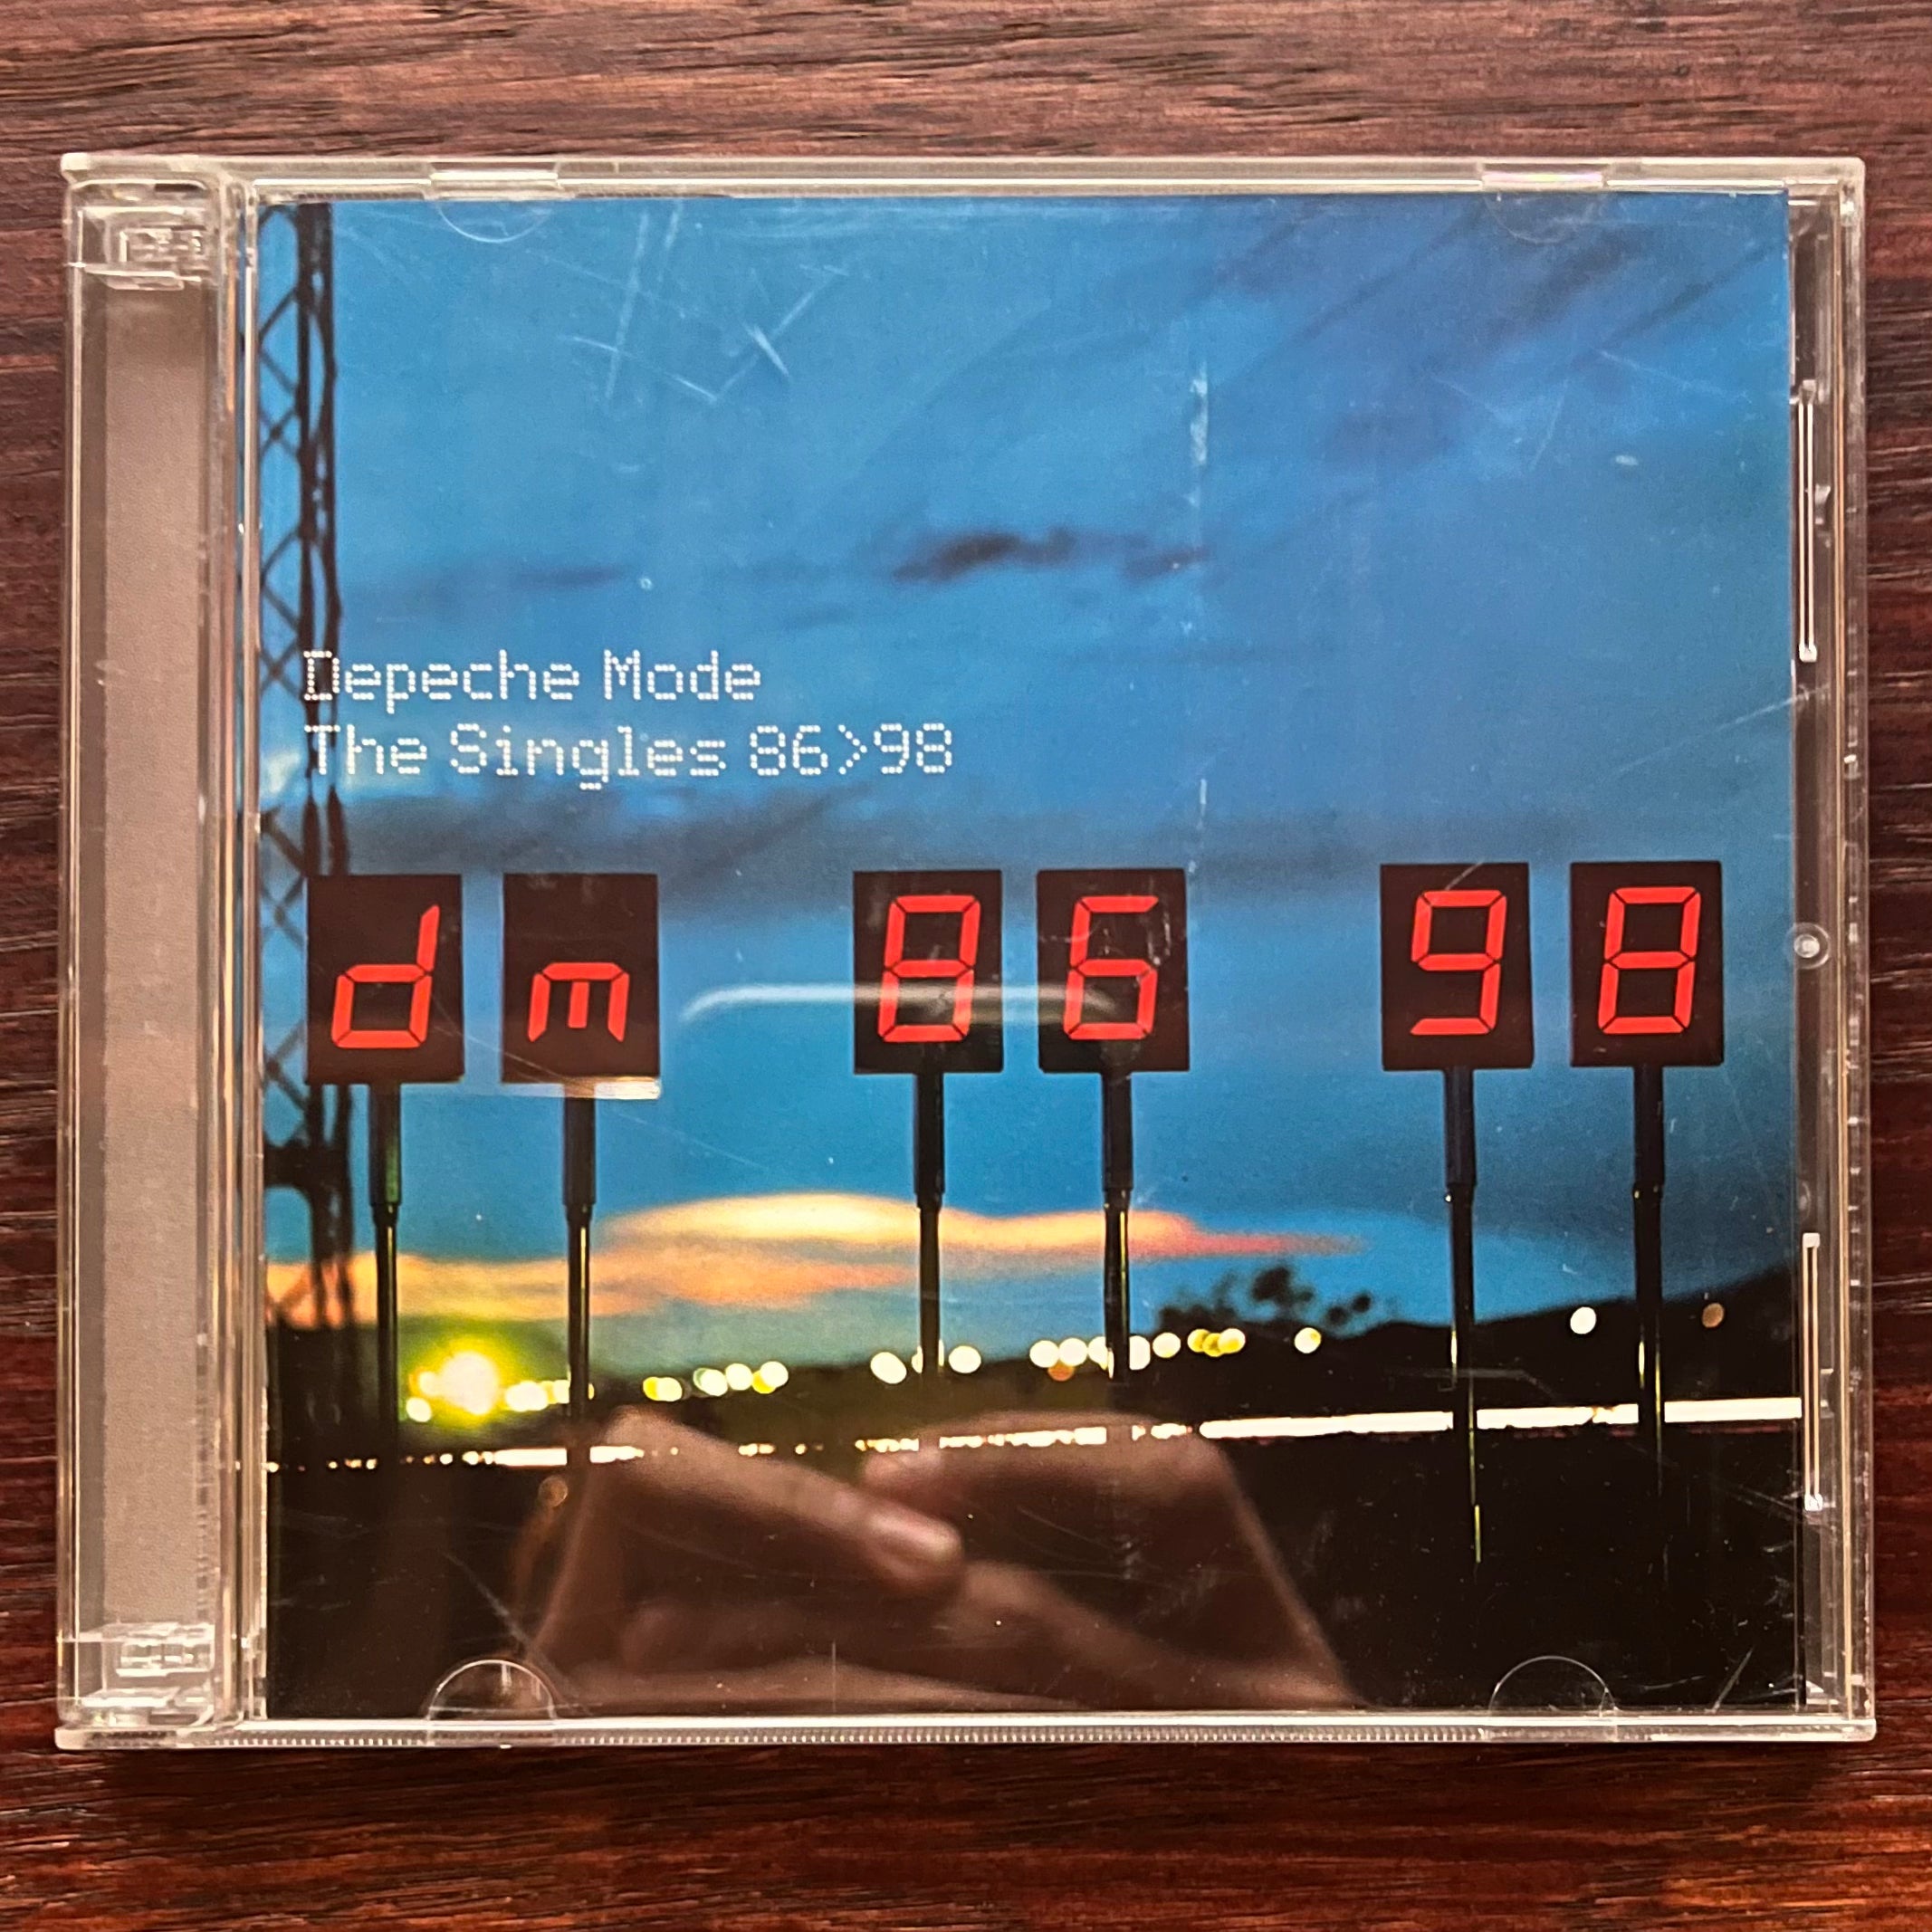 Depeche Mode
The Singles 86>98
dm 86 98